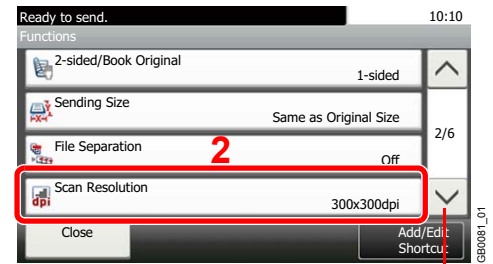 Ready to send.
10:10
Functions
2-sided/Book Original
1-sided
Sending Size
Same as Original Size
2/6
File Separation
2
Off
Scan Resolution
dpi
300x300dpi
Close
Add/Edit
Shortcut
GB0081_01